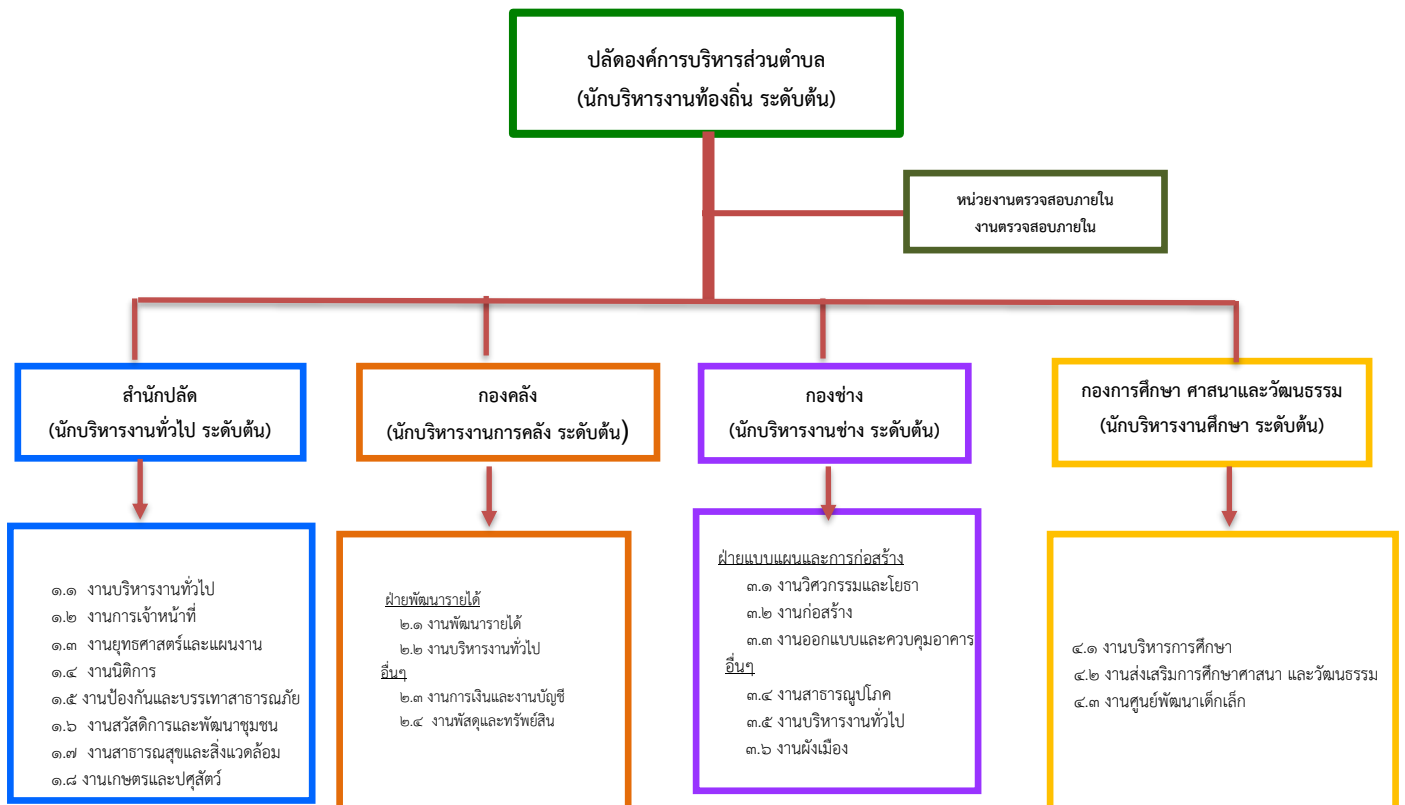 ปลัดองค์การบริหารส่วนตำบล
(นักบริหารงานท้องถิ่น ระดับต้น)
หน่วยงานตรวจสอบภายใน
งานตรวจสอบภายใน
สำนักปลัด
(นักบริหารงานทั่วไป ระดับต้น)
กองคลัง
(นักบริหารงานการคลัง ระดับต้น)
กองช่าง
(นักบริหารงานช่าง ระดับต้น)
กองการศึกษา ศาสนาและวัฒนธรรม
(นักบริหารงานศึกษา ระดับต้น)
๑.๑ งานบริหารงานทั่วไป
๑.๒ งานการเจ้าหน้าที่
๑.๓ งานยุทธศาสตร์และแผนงาน
๑.๔ งานนิติการ
๑.๕ งานป้องกันและบรรเทาสาธารณภัย
๑.๖ งานสวัสดิการและพัฒนาชุมชน
๑.๗ งานสาธารณสุขและสิ่งแวดล้อม
๑.๘ งานเกษตรและปศุสัตว์
ฝ่ายพัฒนารายได้
๒.๑ งานพัฒนารายได้
๒.๒ งานบริหารงานทั่วไป
อื่นๆ
๒.๓ งานการเงินและงานบัญชี
๒.๔ งานพัสดุและทรัพย์สิน
ฝ่ายแบบแผนและการก่อสร้าง
๓.๑ งานวิศวกรรมและโยธา
๓.๒ งานก่อสร้าง
๓.๓ งานออกแบบและควบคุมอาคาร
อื่นๆ
๓.๔ งานสาธารณูปโภค
๓.๕ งานบริหารงานทั่วไป
๓.๖ งานผังเมือง
๔.๑ งานบริหารการศึกษา
๔.๒ งานส่งเสริมการศึกษาศาสนา และวัฒนธรรม
๔.๓ งานศูนย์พัฒนาเด็กเล็ก